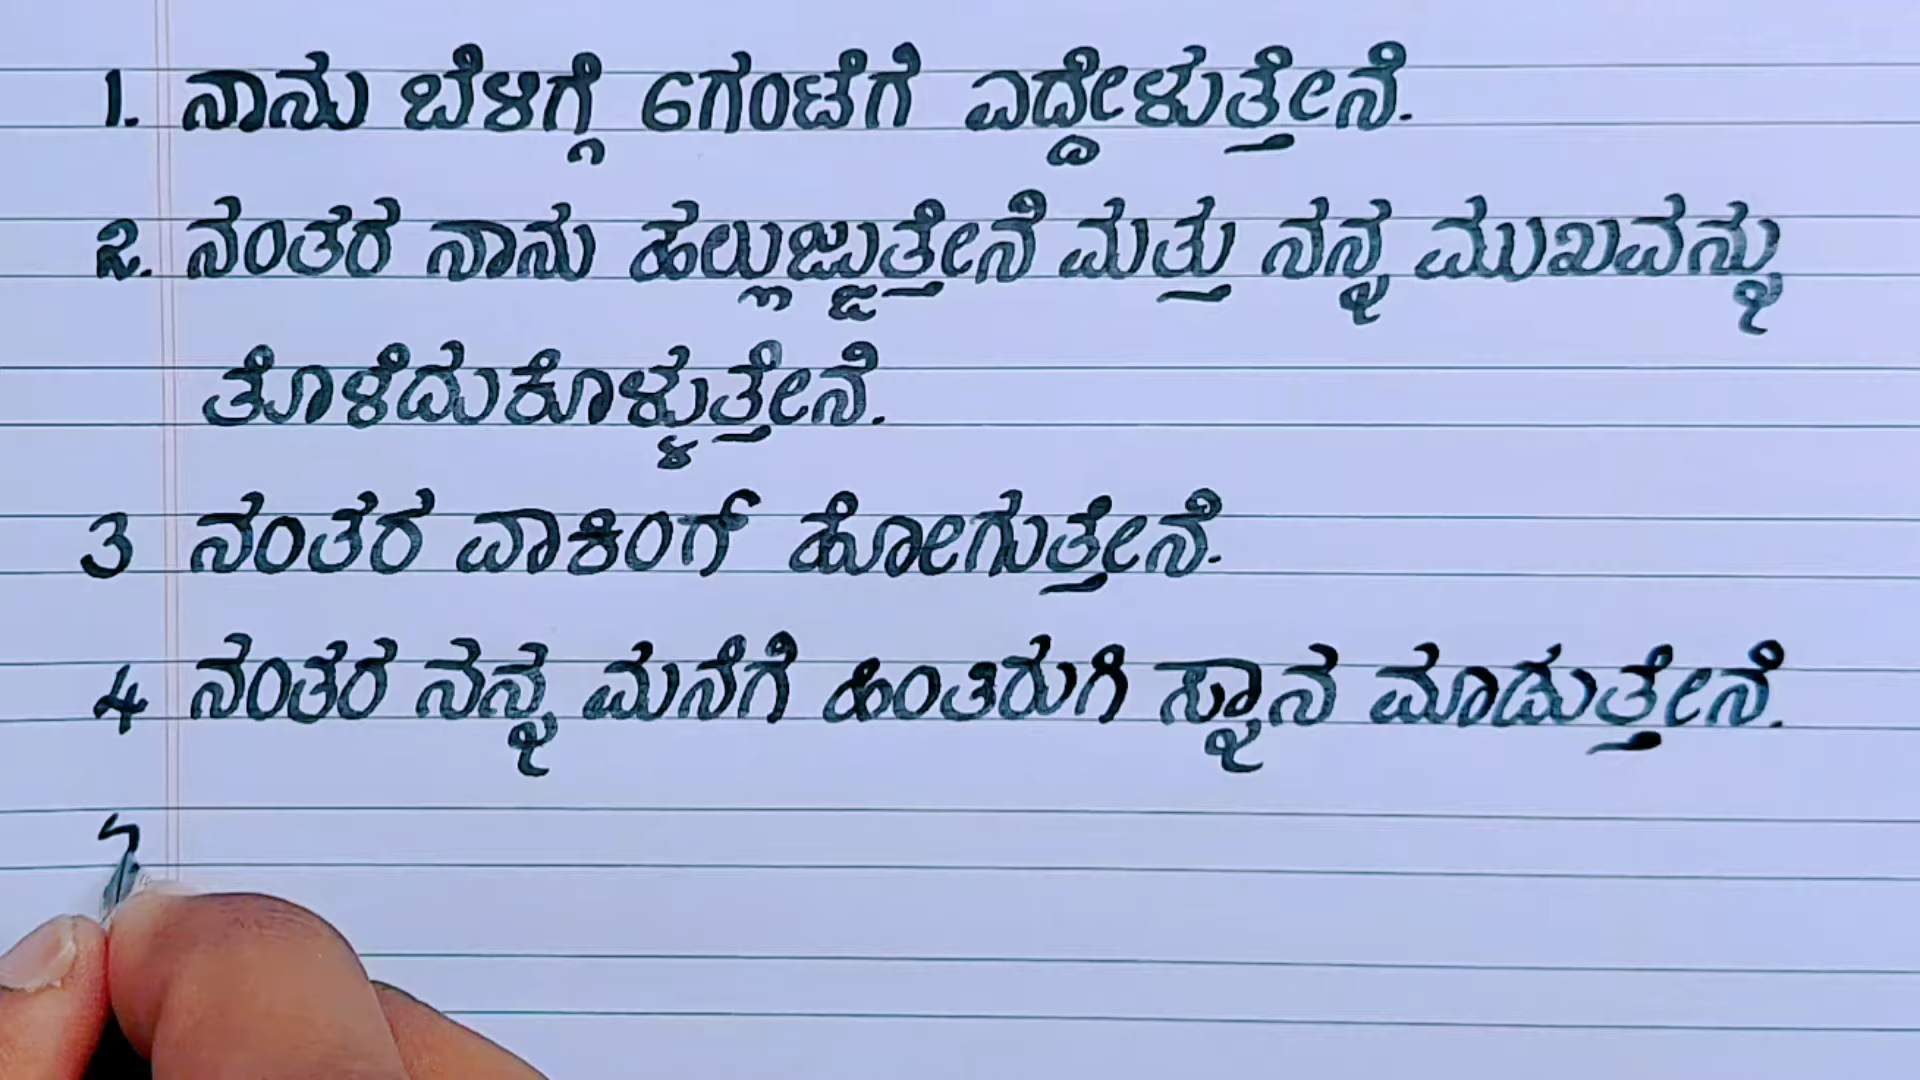 1. ನಾನು ಬೆಳಗ್ಗೆ 6ಗಂಟೆಗೆ ಎದ್ದೇಳುತ್ತೇನೆ.
2. ನಂತರ ನಾನು ಹಲ್ಲುಜ್ಜುತ್ತೇನೆ ಮತ್ತು ನನ್ನ ಮುಖವನ್ನು
ತೊಳೆದುಕೊಳ್ಳುತ್ತೇನೆ.
3 ನಂತರ ವಾಕಿಂಗ್ ಹೋಗುತ್ತೇನೆ.
4 ನಂತರ ನನ್ನ ಮನೆಗೆ ಹಿಂತಿರುಗಿ ಸ್ನಾನ ಮಾಡುತ್ತೇನೆ.